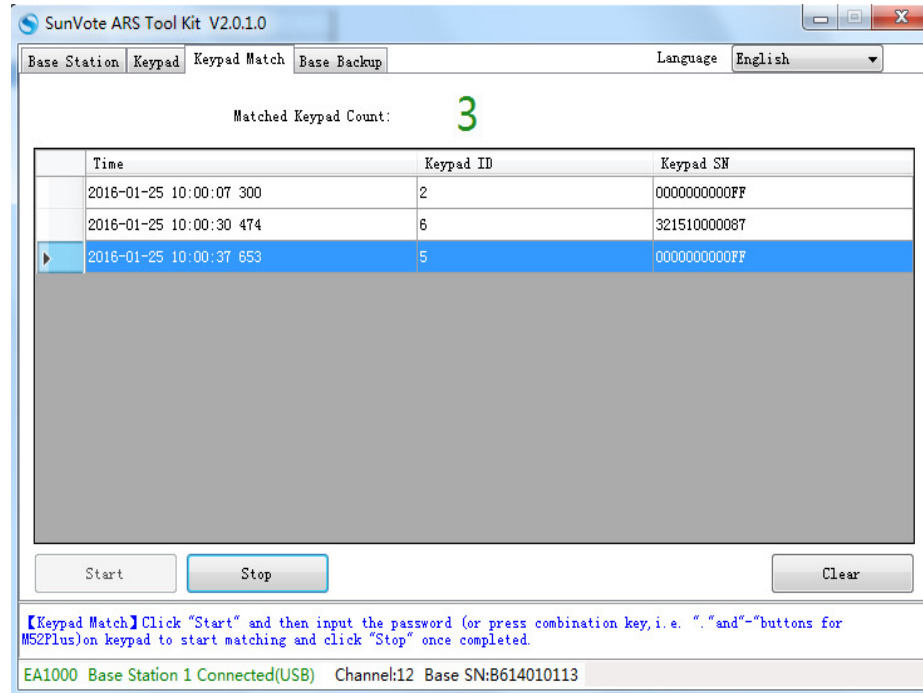 SunVote ARS Tool Kit V2.0.1.0
Base Station Keypad Keypad Match Base Backup Language English
Matched Keypad Count: 3
Time Keypad ID Keypad SN
2016-01-25 10:00:07 300 2 0000000000FF
2016-01-25 10:00:30 474 6 321510000087
2016-01-25 10:00:37 653 5 0000000000FF
Start Stop Clear
【Keypad Match】Click "Start" and then input the password (or press combination key,i.e. "."and"-"buttons for
M52Plus)on keypad to start matching and click "Stop" once completed.
EA1000 Base Station 1 Connected(USB) Channel:12 Base SN:B614010113